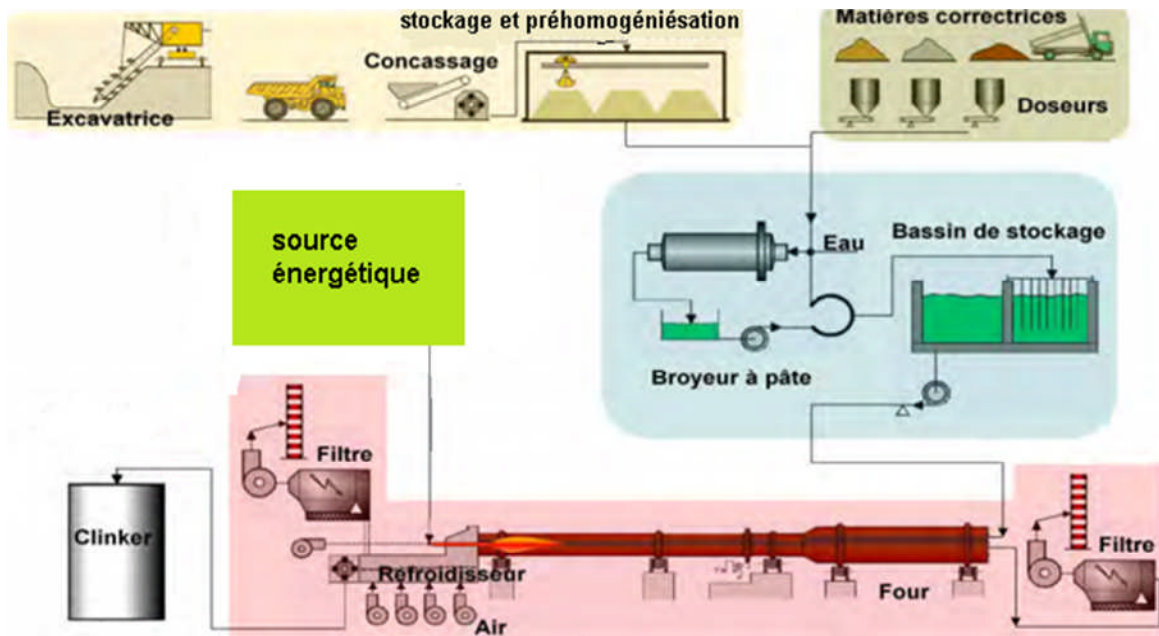 stockage et préhomogéniésation
Matières correctrices
Concassage
Excavatrice
Doseurs
source
énergétique
Eau
Bassin de stockage
Broyeur à pâte
Filtre
Filtre
Clinker
Refroidisseur
Four
Air